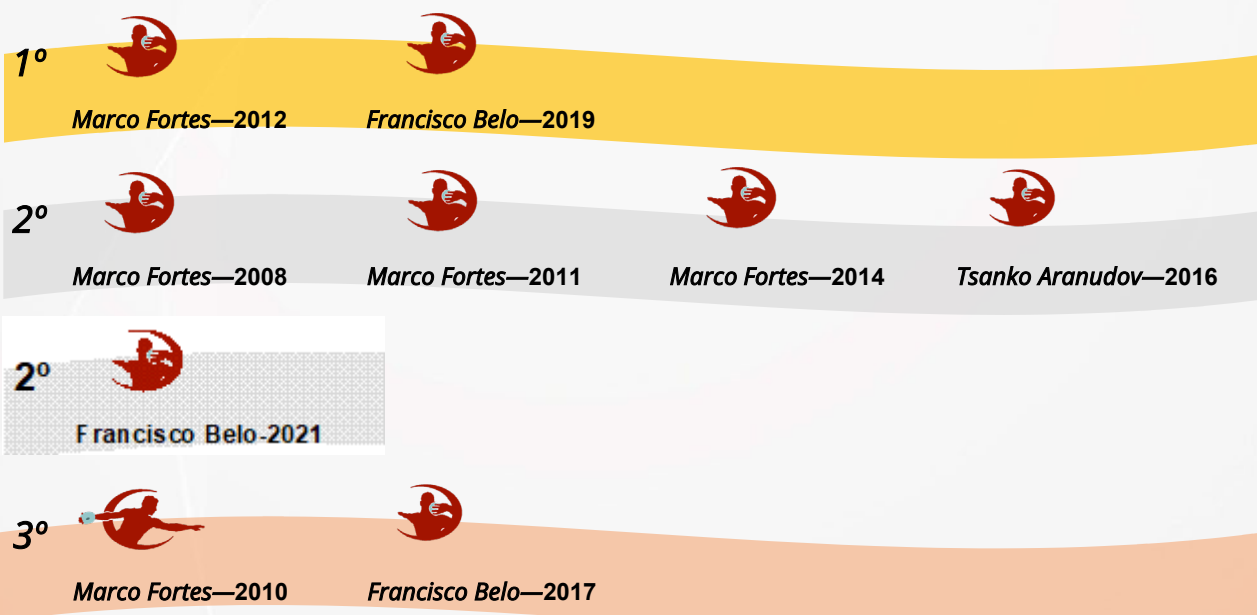 1º
Marco Fortes—2012 Francisco Belo—2019
2º
Marco Fortes—2008 Marco Fortes—2011 Marco Fortes—2014 Tsanko Aranudov—2016
2º
Francisco Belo-2021
3º
Marco Fortes—2010 Francisco Belo—2017